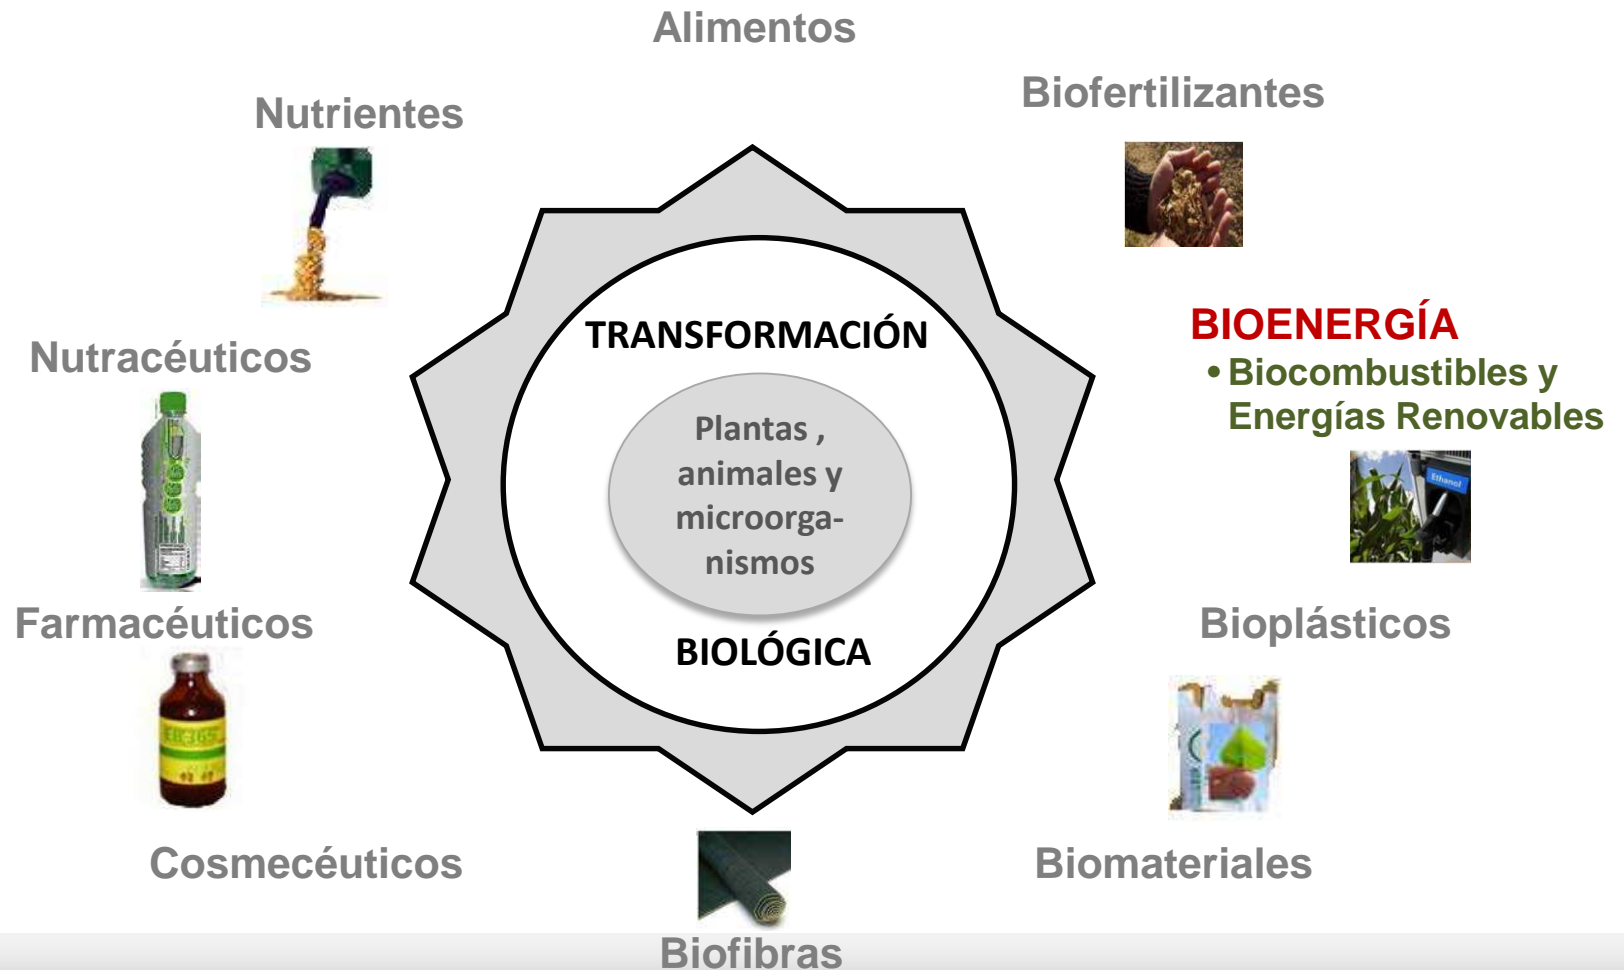 Alimentos
Nutrientes
Biofertilizantes
TRANSFORMACIÓN
BIOENERGÍA
• Biocombustibles y
Energías Renovables
Nutracéuticos
Plantas ,
animales y
microorga-
nismos
Ethanol
Farmacéuticos
BIOLÓGICA
Bioplásticos
Cosmecéuticos
Biomateriales
Biofibras